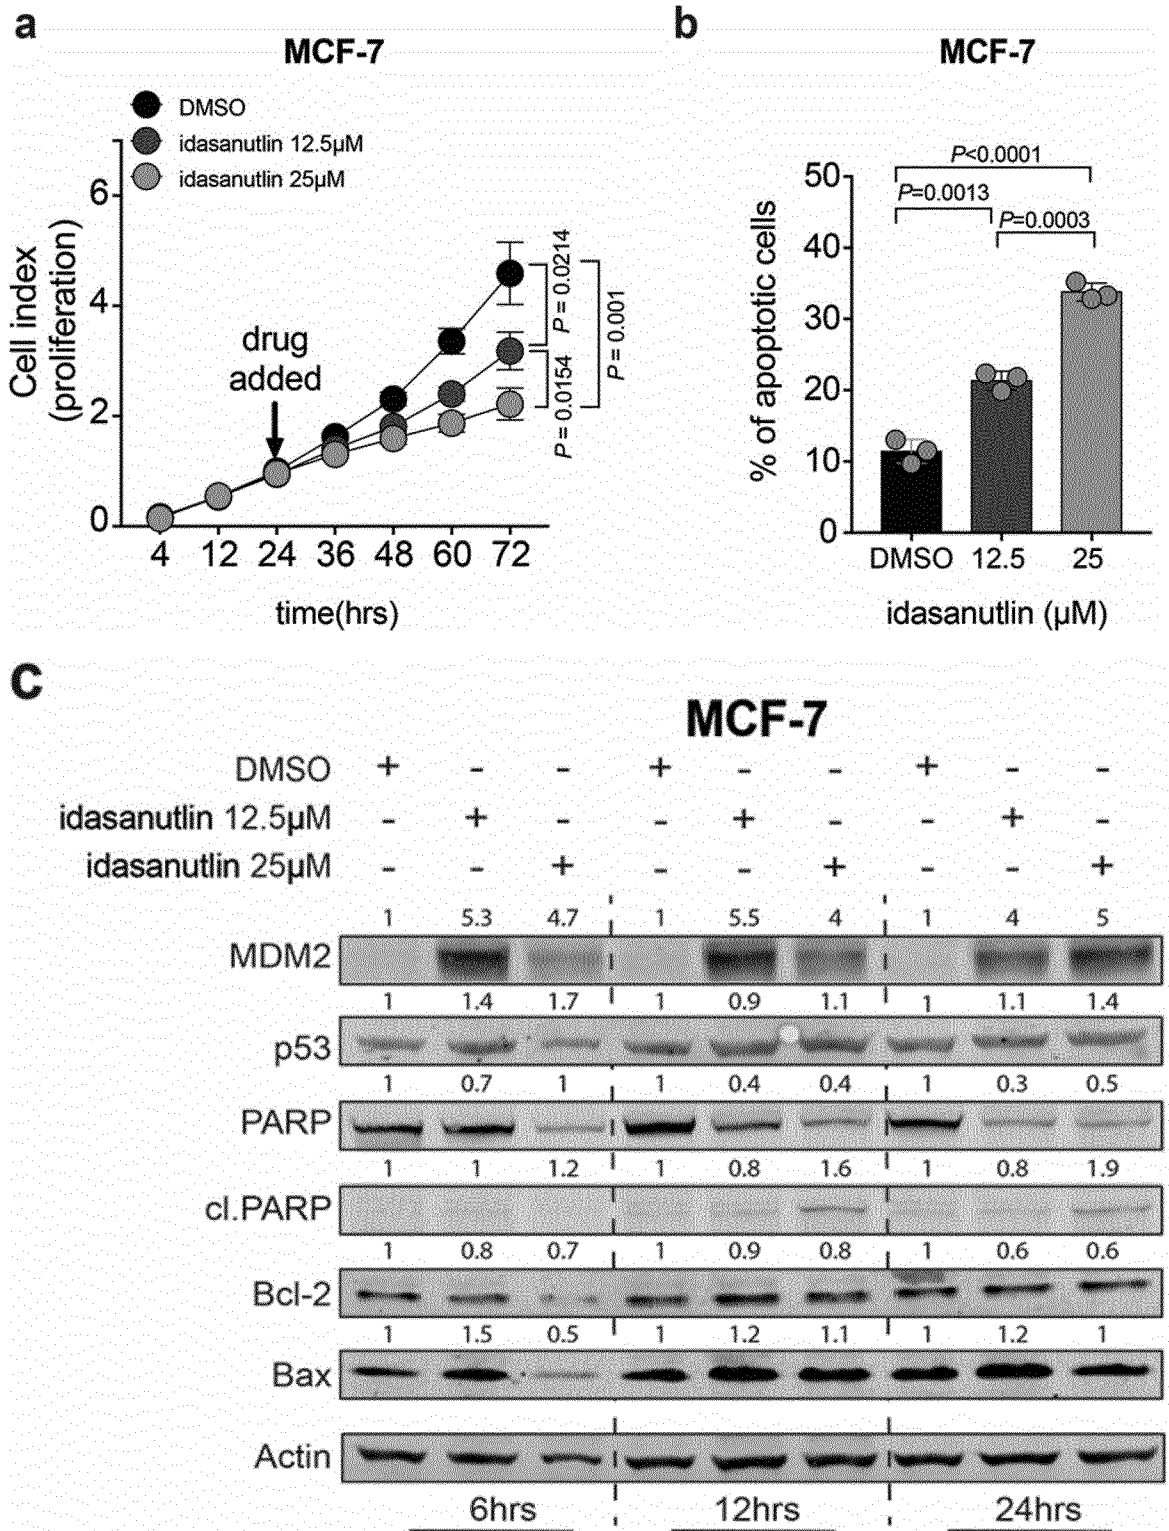 a
MCF-7
DMSO
idasanutlin 12.5µM
idasanutlin 25µM
Cell index
(proliferation)
6
4
2
0
drug
added
P = 0.0214
P = 0.0154
P = 0.001
4 12 24 36 48 60 72
time(hrs)
b
MCF-7
P<0.0001
P=0.0013
P=0.0003
% of apoptotic cells
50
40
30
20
10
0
DMSO 12.5 25
idasanutlin (µM)
c
MCF-7
DMSO + - - + - - + - -
idasanutlin 12.5µM - + - - + - - + -
idasanutlin 25µM - - + - - + - - +
1 5.3 4.7 1 5.5 4 1 4 5
MDM2
1 1.4 1.7 1 0.9 1.1 1 1.1 1.4
p53
1 0.7 1 1 0.4 0.4 1 0.3 0.5
PARP
1 1 1.2 1 0.8 1.6 1 0.8 1.9
cl.PARP
1 0.8 0.7 1 0.9 0.8 1 0.6 0.6
Bcl-2
1 1.5 0.5 1 1.2 1.1 1 1.2 1
Bax
Actin
6hrs 12hrs 24hrs